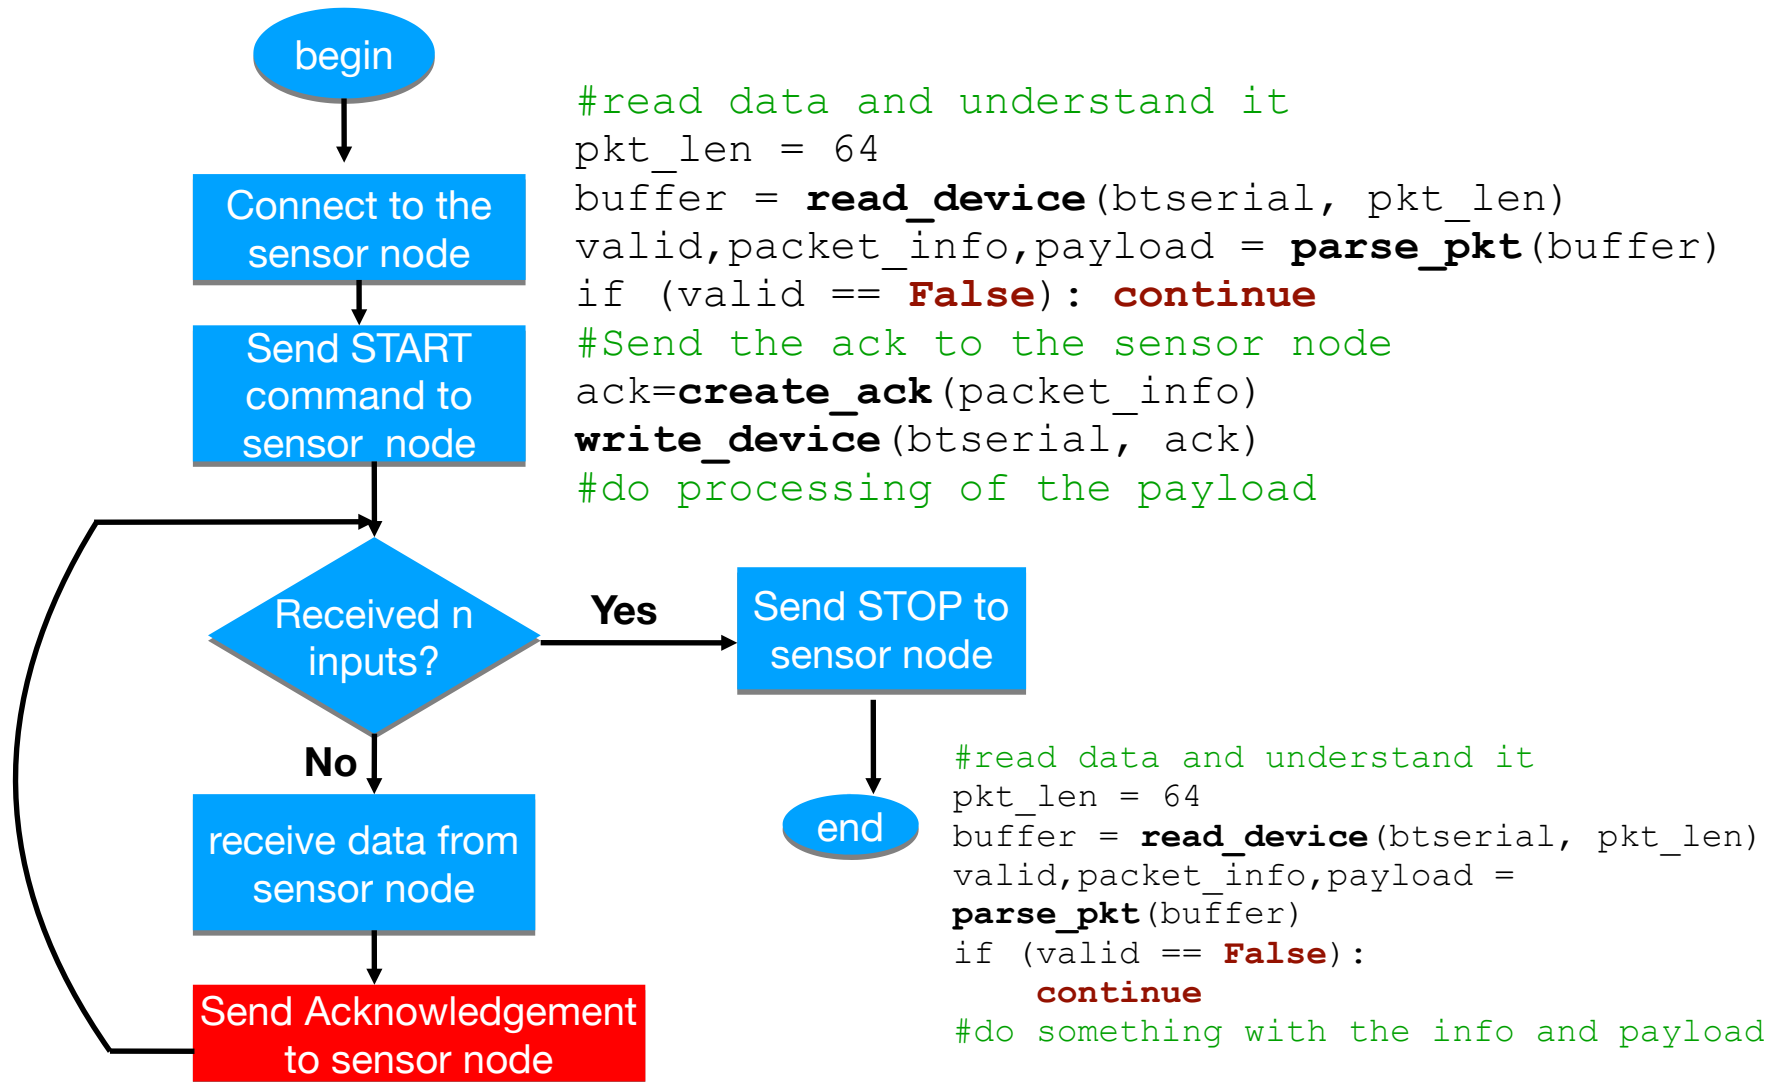 begin
Connect to the
sensor node
Send START
command to
sensor  node
Received n
inputs?
Yes
No
receive data from
sensor node
Send Acknowledgement
to sensor node
Send STOP to
sensor node
end
#read data and understand it
pkt_len = 64
buffer = read_device(btserial, pkt_len)
valid,packet_info,payload = parse_pkt(buffer)
if (valid == False): continue
#Send the ack to the sensor node
ack=create_ack(packet_info)
write_device(btserial, ack)
#do processing of the payload
#read data and understand it
pkt_len = 64
buffer = read_device(btserial, pkt_len)
valid,packet_info,payload =
parse_pkt(buffer)
if (valid == False):
    continue
#do something with the info and payload